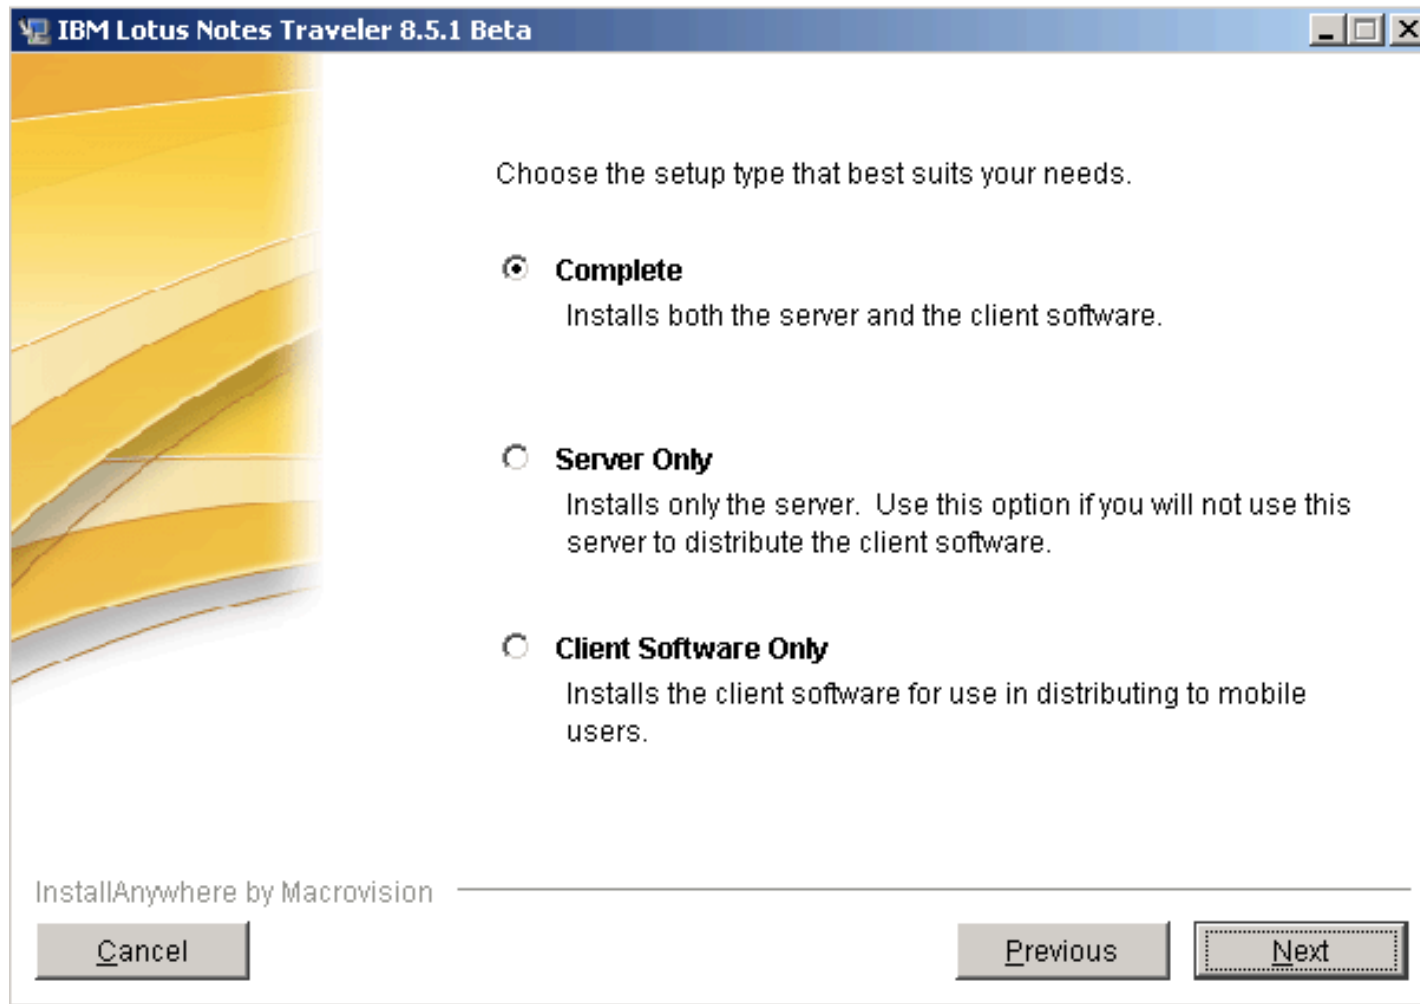 IBM Lotus Notes Traveler 8.5.1 Beta
Choose the setup type that best suits your needs.
Complete
Installs both the server and the client software.
Server Only
Installs only the server.  Use this option if you will not use this
server to distribute the client software.
Client Software Only
Installs the client software for use in distributing to mobile
users.
InstallAnywhere by Macrovision
Cancel
Previous
Next